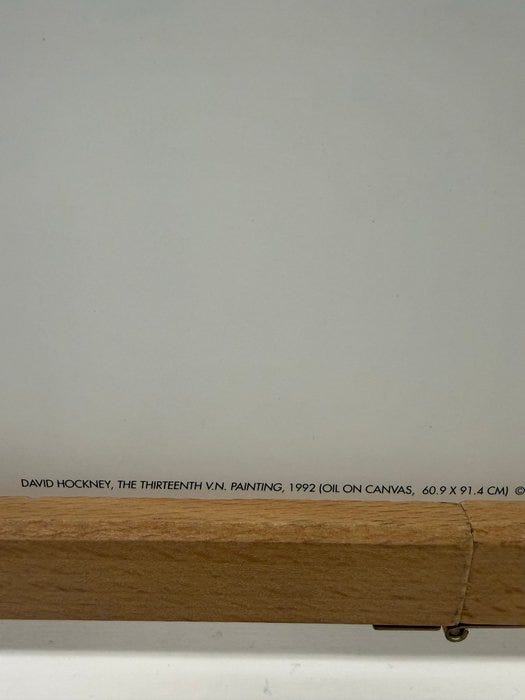 DAVID HOCKNEY, THE THIRTEENTH V.N. PAINTING, 1992 (OIL ON CANVAS, 60.9 X 91.4 CM) ©